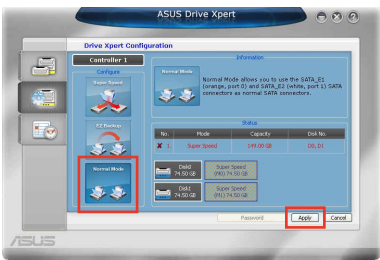 ASUS Drive Xpert
Drive Xpert Configuration
Controller 1
Configure
Super Speed
EZ Backup
Normal Mode
Information
Normal Mode
Normal Mode allows you to use the SATA_E1
(orange, port 0) and SATA_E2 (white, port 1) SATA
connectors as normal SATA connectors.
Status
No. Mode Capacity Disk No.
X 1. Super Speed 149.00 GB D0, D1
Disk0
74.50 GB
Super Speed
(M0) 74.50 GB
Disk1
74.50 GB
Super Speed
(M1) 74.50 GB
Password Apply Cancel
ASUS